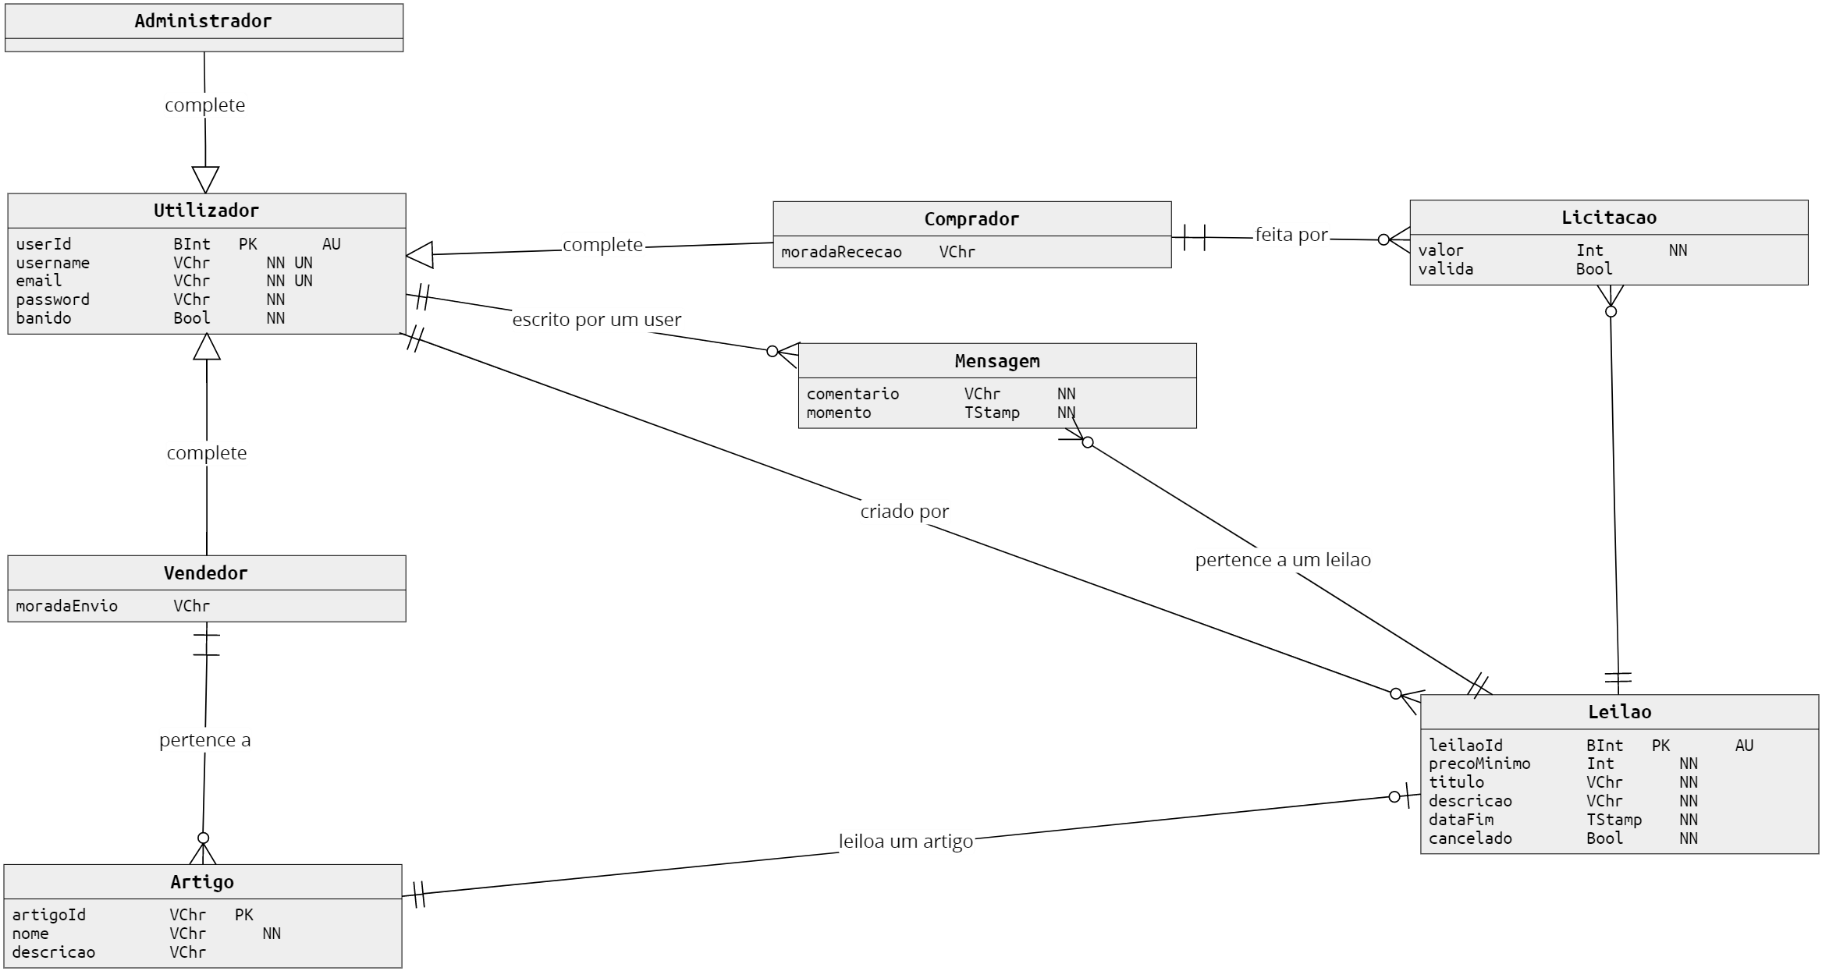 Administrador
complete
Utilizador
userId BInt PK AU
username VChr NN UN
email VChr NN UN
password VChr NN
banido Bool NN
complete
Comprador
moradaRececao VChr
feita por
Licitacao
valor Int NN
valida Bool
escrito por um user
Mensagem
comentario VChr NN
momento TStamp NN
complete
criado por
pertence a um leilao
Vendedor
moradaEnvio VChr
pertence a
Leilao
leilaoId BInt PK AU
precoMinimo Int NN
titulo VChr NN
descricao VChr NN
dataFim TStamp NN
cancelado Bool NN
leiloa um artigo
Artigo
artigoId VChr PK
nome VChr NN
descricao VChr